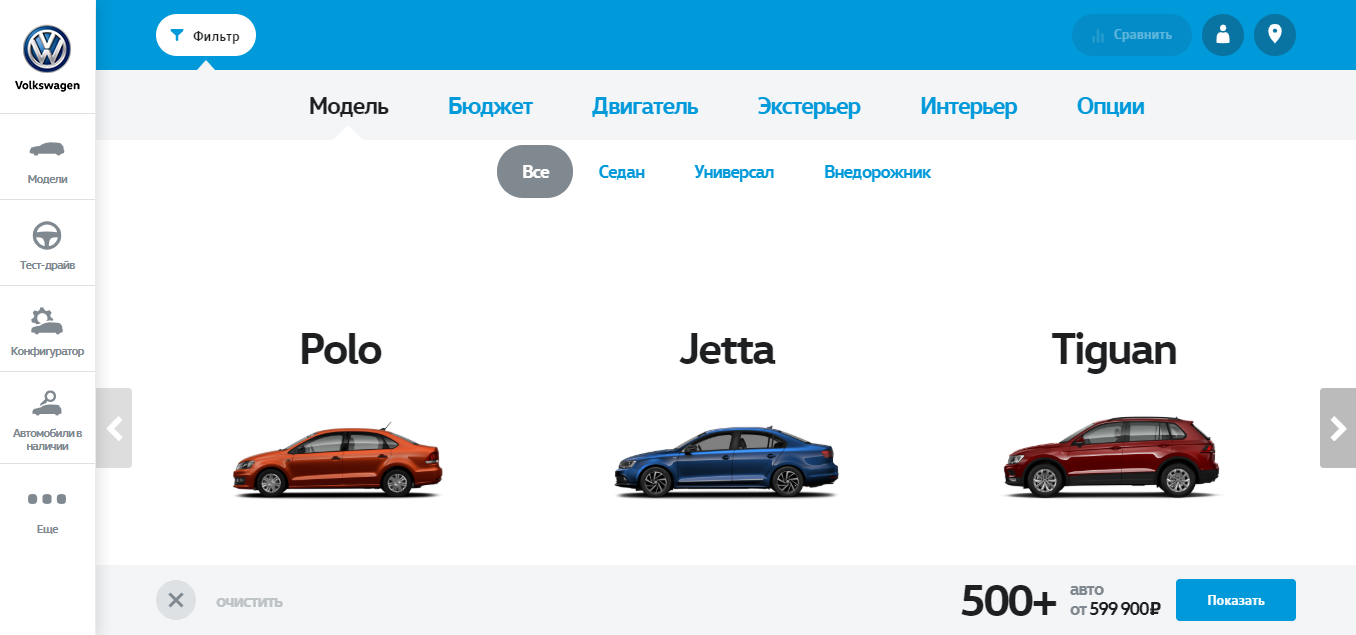 Volkswagen
Модели
Тест-драйв
Конфигуратор
Автомобили в
наличии
Еще
Фильтр
Сравнить
Модель Бюджет Двигатель Экстерьер Интерьер Опции
Все Седан Универсал Внедорожник
Polo Jetta Tiguan
ОЧИСТИТЬ
500+
авто
от 599 900₽
Показать